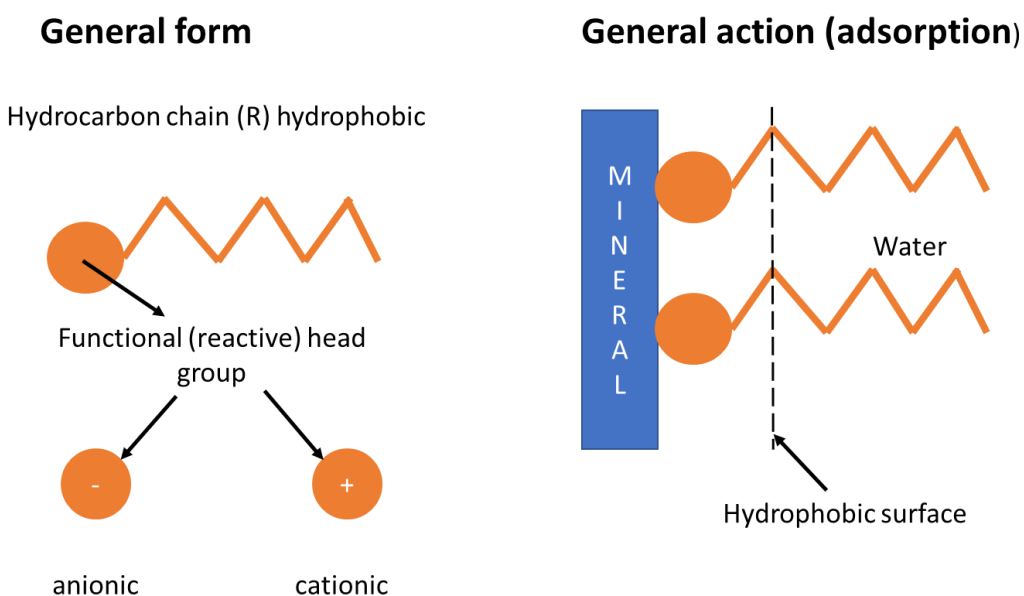 General form
Hydrocarbon chain (R) hydrophobic
Functional (reactive) head
group
-
+
anionic
cationic
General action (adsorption)
M
I
N
E
R
A
L
Water
Hydrophobic surface